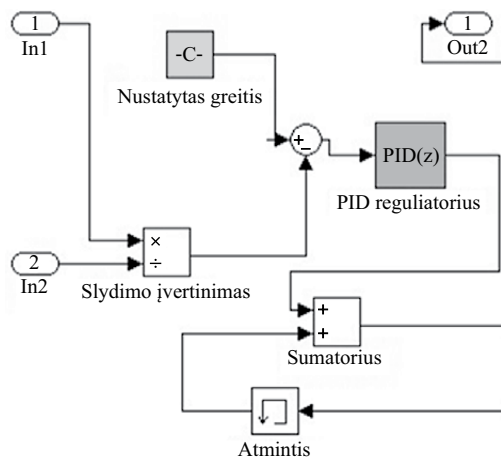 1
In1
-C-
Nustatytas greitis
1
Out2
+
−
PID(z)
PID reguliatorius
2
In2
×
÷
Slydimo įvertinimas
+
+
Sumatorius
Atmintis